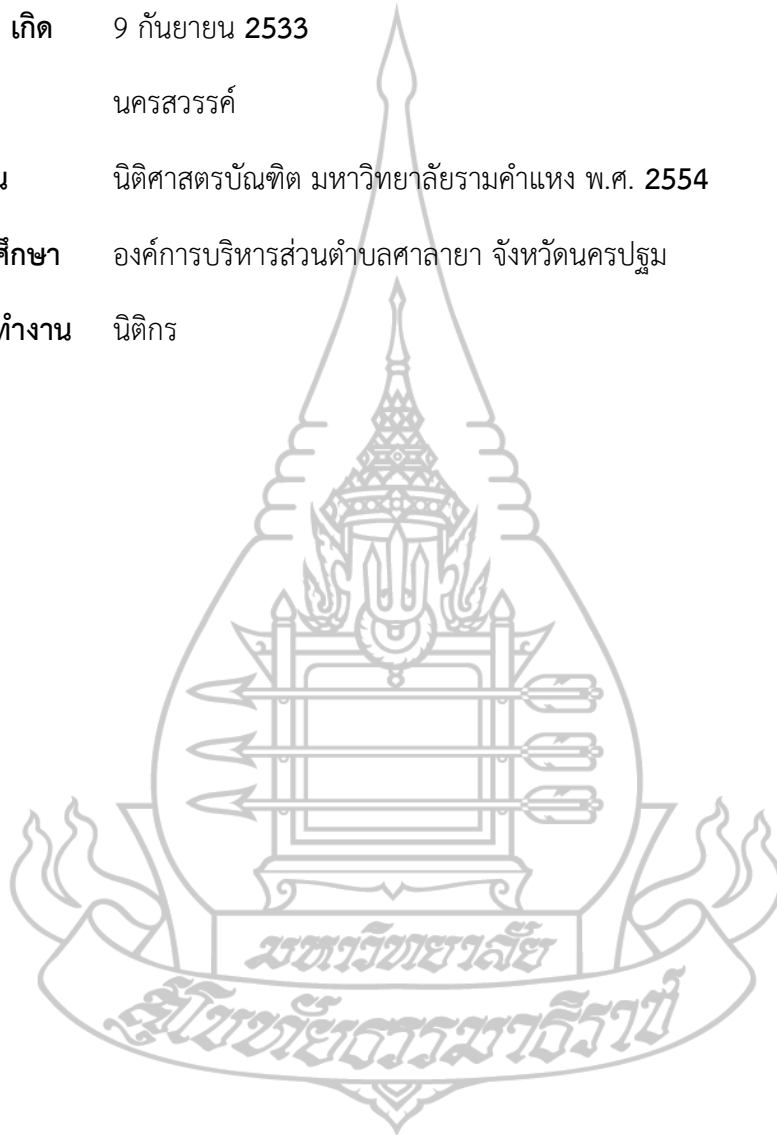 เกิด 9 กันยายน 2533
นครสวรรค์
น นิติศาสตรบัณฑิต มหาวิทยาลัยรามคำแหง พ.ศ. 2554
ศึกษา องค์การบริหารส่วนตำบลศาลายา จังหวัดนครปฐม
ทำงาน นิติกร
มหาวิทยาลัย
สุโขทัยธรรมาธิราช